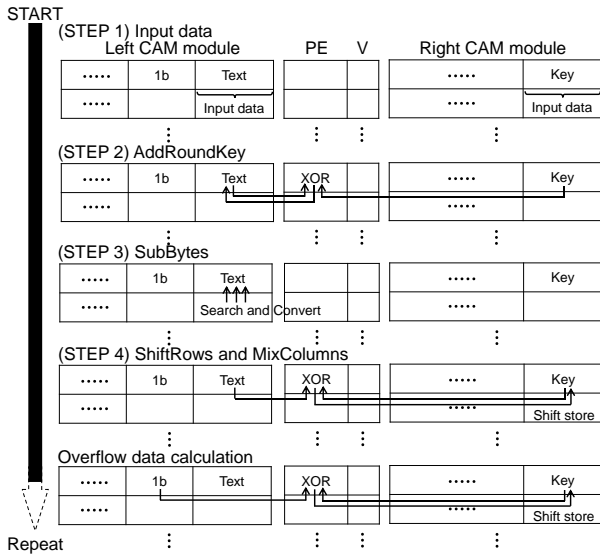 START
(STEP 1) Input data
Left CAM module PE V Right CAM module
..... 1b Text ..... Key
..... Input data ..... Input data
(STEP 2) AddRoundKey
..... 1b Text XOR ..... Key
..... .....
(STEP 3) SubBytes
..... 1b Text ..... Key
..... Search and Convert .....
(STEP 4) ShiftRows and MixColumns
..... 1b Text XOR ..... Key
..... ..... Shift store
Overflow data calculation
..... 1b Text XOR ..... Key
..... ..... Shift store
Repeat